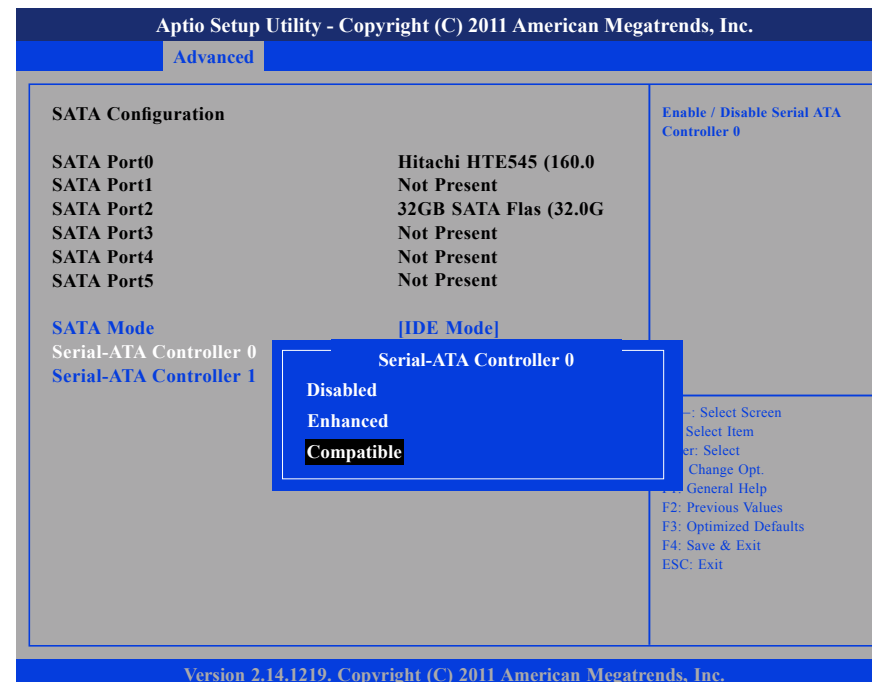 Aptio Setup Utility - Copyright (C) 2011 American Megatrends, Inc.
Advanced
SATA Configuration
SATA Port0 Hitachi HTE545 (160.0
SATA Port1 Not Present
SATA Port2 32GB SATA Flas (32.0G
SATA Port3 Not Present
SATA Port4 Not Present
SATA Port5 Not Present
SATA Mode [IDE Mode]
Serial-ATA Controller 0
Serial-ATA Controller 1
Serial-ATA Controller 0
Disabled
Enhanced
Compatible
Enable / Disable Serial ATA
Controller 0
: Select Screen
Select Item
: Select
Change Opt.
General Help
F2: Previous Values
F3: Optimized Defaults
F4: Save & Exit
ESC: Exit
Version 2.14.1219. Copyright (C) 2011 American Megatrends, Inc.